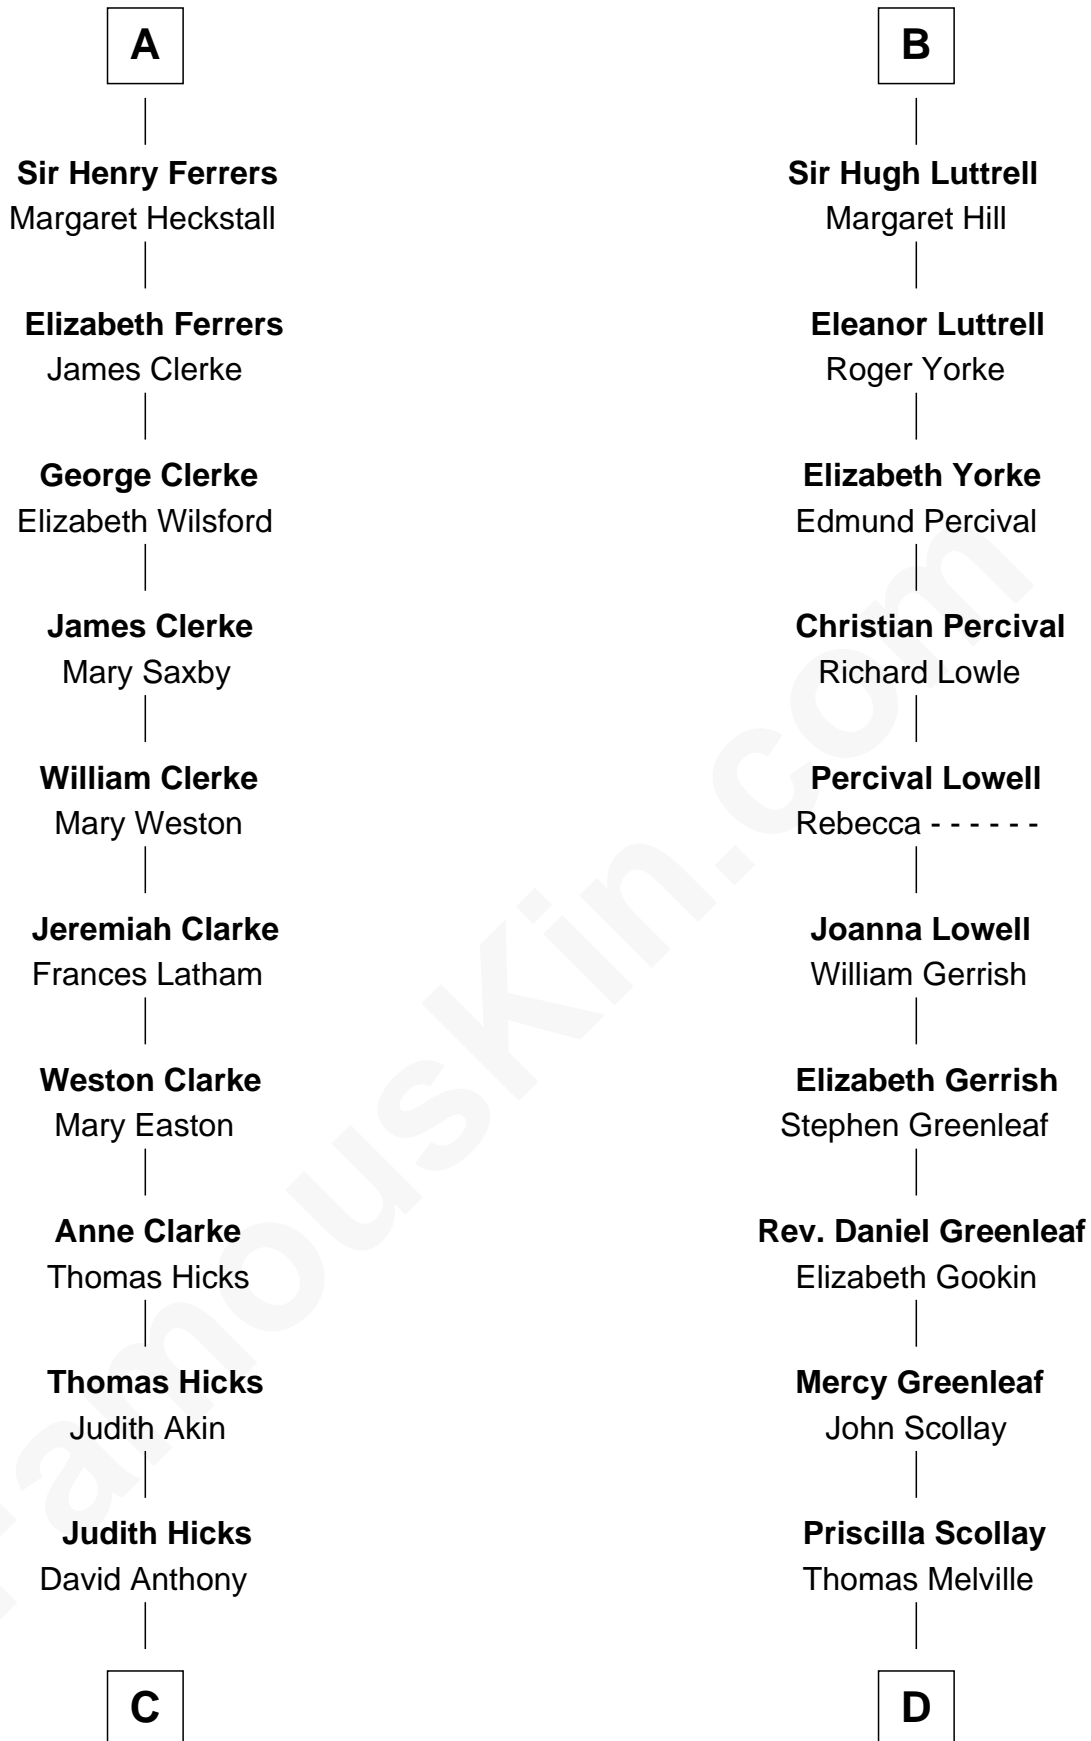 A
Sir Henry Ferrers
Margaret Heckstall
Elizabeth Ferrers
James Clerke
George Clerke
Elizabeth Wilsford
James Clerke
Mary Saxby
William Clerke
Mary Weston
Jeremiah Clarke
Frances Latham
Weston Clarke
Mary Easton
Anne Clarke
Thomas Hicks
Thomas Hicks
Judith Akin
Judith Hicks
David Anthony
C
B
Sir Hugh Luttrell
Margaret Hill
Eleanor Luttrell
Roger Yorke
Elizabeth Yorke
Edmund Percival
Christian Percival
Richard Lowle
Percival Lowell
Rebecca - - - - - -
Joanna Lowell
William Gerrish
Elizabeth Gerrish
Stephen Greenleaf
Rev. Daniel Greenleaf
Elizabeth Gookin
Mercy Greenleaf
John Scollay
Priscilla Scollay
Thomas Melville
D
FamousKin.com